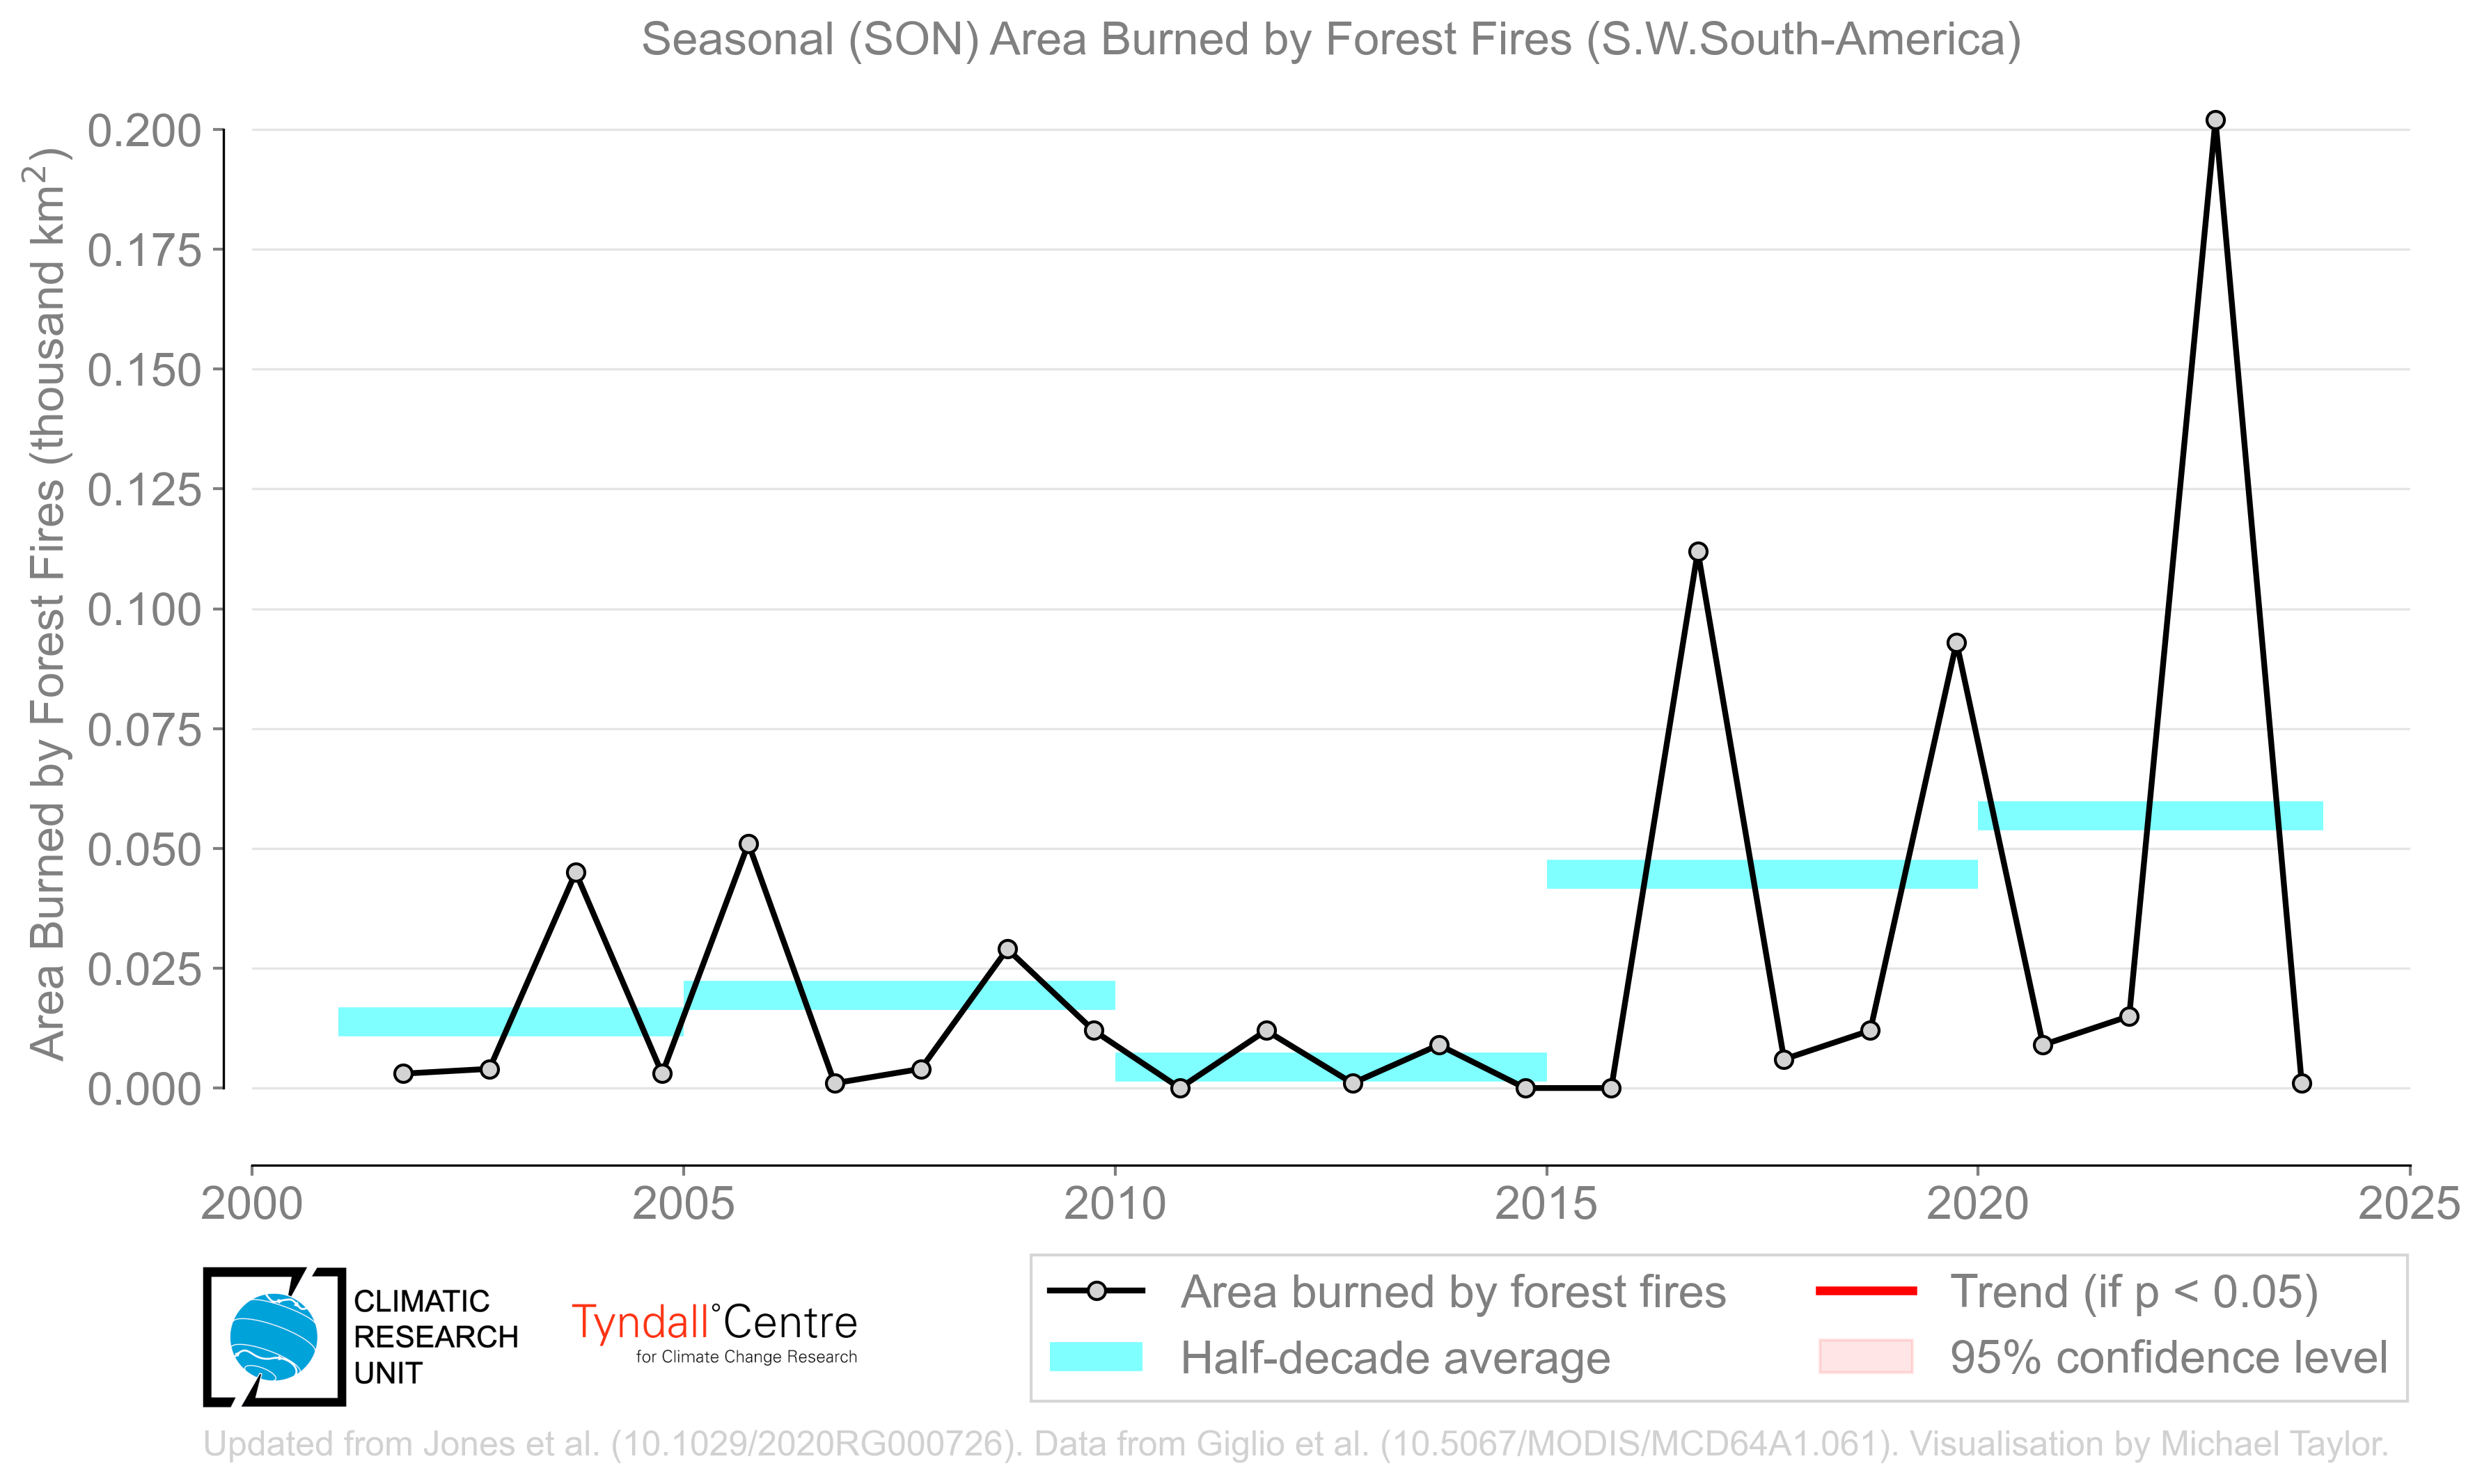 Seasonal (SON) Area Burned by Forest Fires (S.W.South-America)
Area Burned by Forest Fires (thousand km²)
0.200
0.175
0.150
0.125
0.100
0.075
0.050
0.025
0.000
2000 2005 2010 2015 2020 2025
CLIMATIC
RESEARCH
UNIT
Tyndall°Centre
for Climate Change Research
Area burned by forest fires
Half-decade average
Trend (if p < 0.05)
95% confidence level
Updated from Jones et al. (10.1029/2020RG000726). Data from Giglio et al. (10.5067/MODIS/MCD64A1.061). Visualisation by Michael Taylor.